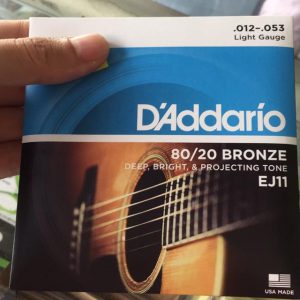 .012–.053
Light Gauge
D'Addario
80/20 BRONZE
DEEP, BRIGHT, & PROJECTING TONE
EJ11
USA MADE